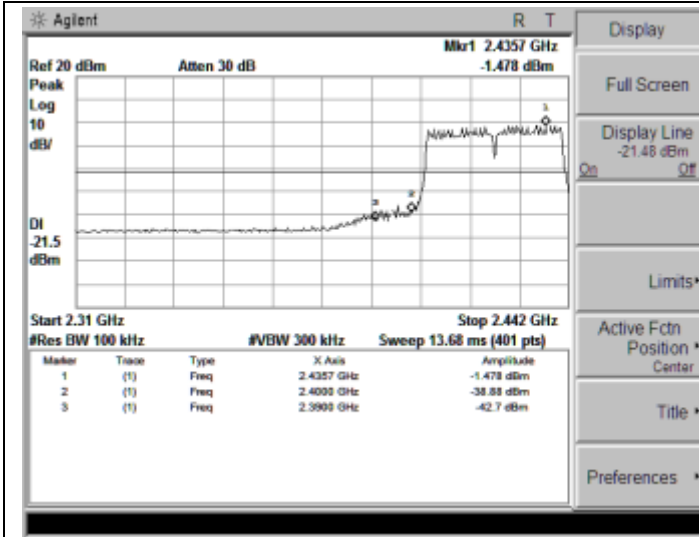 Agilent R T
Mkr1 2.4357 GHz
Ref 20 dBm Atten 30 dB -1.478 dBm
Peak
Log
10
dB/
1
3 2
DI
-21.5
dBm
Start 2.31 GHz Stop 2.442 GHz
#Res BW 100 kHz #VBW 300 kHz Sweep 13.68 ms (401 pts)
Marker Trace Type X Axis Amplitude
1 (1) Freq 2.4357 GHz -1.478 dBm
2 (1) Freq 2.4000 GHz -38.88 dBm
3 (1) Freq 2.3900 GHz -42.7 dBm
Display
Full Screen
Display Line
-21.48 dBm
On Off
Limits
Active Fctn
Position
Center
Title
Preferences